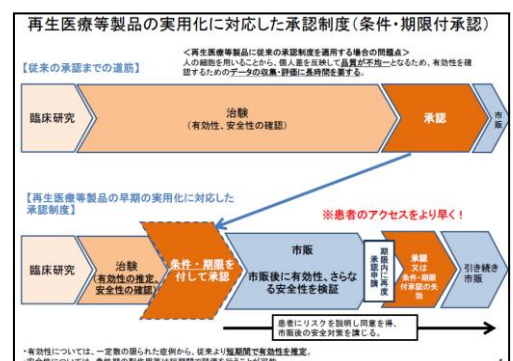 再生医療等製品の実用化に対応した承認制度（条件・期限付承認）
＜再生医療等製品に従来の承認制度を適用する場合の問題点＞
人の細胞を用いることから、個人差を反映して品質が不均一となるため、有効性を確
認するためのデータの収集・評価に長時間を要する。
【従来の承認までの道筋】
臨床研究
治験
（有効性、安全性の確認）
承認
市販
【再生医療等製品の早期の実用化に対応した
承認制度】
※患者のアクセスをより早く！
臨床研究
治験
（有効性の推定、
安全性の確認）
条件・期限を
付して承認
市販
市販後に有効性、さらな
る安全性を検証
期限内に再度
承認申請
承認
又は
条件・期限
付承認の失
効
引き続き
市販
患者にリスクを説明し同意を得、
市販後の安全対策を講じる。
・有効性については、一定数の限られた症例から、従来より短期間で有効性を推定。